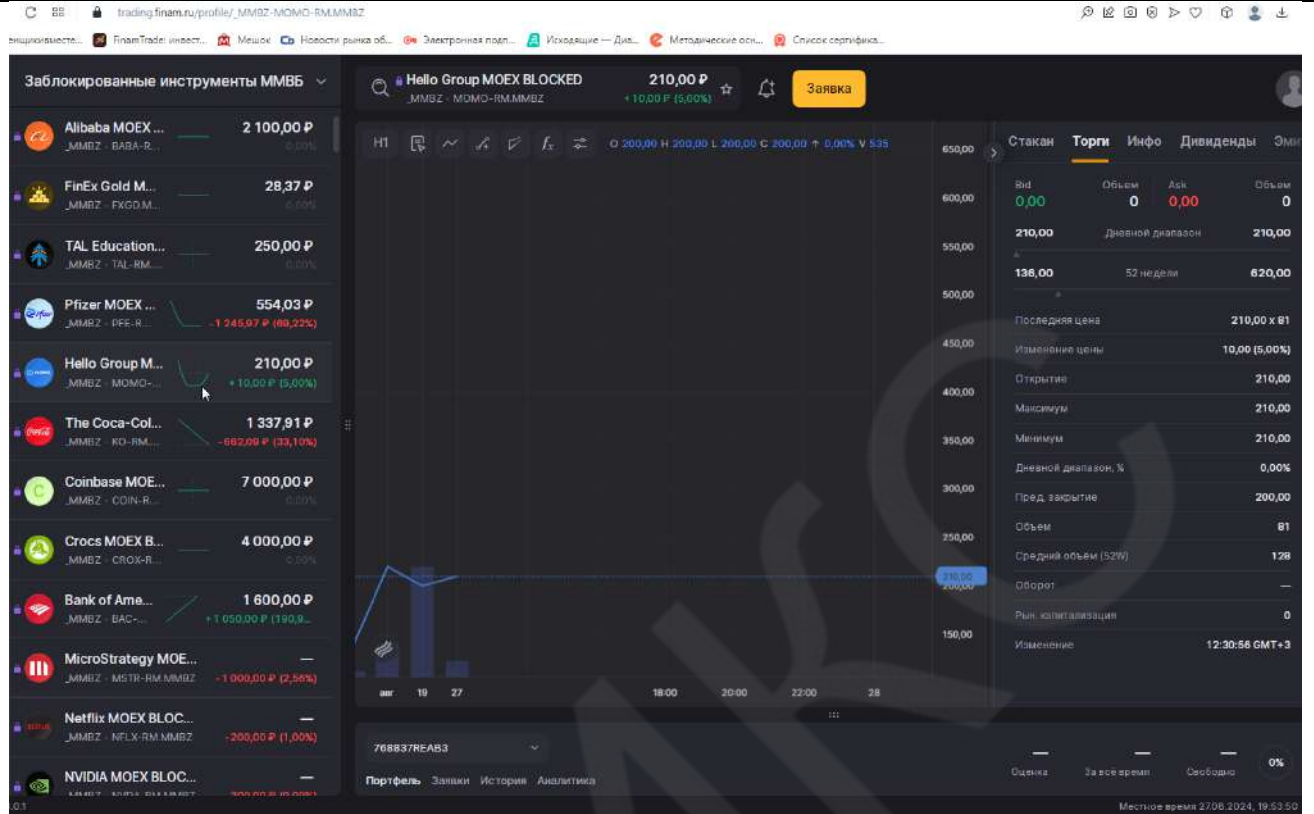 trading.finam.ru/profile/_MMBZ-MOMO-RM.MMBZ
FinamTrade: инвест... Мешок Новости рынка об... Электронная подп... Исходящие — Диа... Методические осн... Список сертифика...
Заблокированные инструменты ММВБ
Hello Group MOEX BLOCKED 210,00 ₽
_MMBZ · MOMO-RM.MMBZ +10,00 ₽ (5,00%)
Заявка
Alibaba MOEX ... 2 100,00 ₽
_MMBZ · BABA-R... 0,00%
FinEx Gold M... 28,37 ₽
_MMBZ · FXGD.M... 0,00%
TAL Education... 250,00 ₽
_MMBZ · TAL-RM.... 0,00%
Pfizer MOEX ... 554,03 ₽
_MMBZ · PFE-R... -1 245,97 ₽ (69,22%)
Hello Group M... 210,00 ₽
_MMBZ · MOMO-... +10,00 ₽ (5,00%)
The Coca-Col... 1 337,91 ₽
_MMBZ · KO-RM.... -662,09 ₽ (33,10%)
Coinbase MOE... 7 000,00 ₽
_MMBZ · COIN-R... 0,00%
Crocs MOEX B... 4 000,00 ₽
_MMBZ · CROX-R... 0,00%
Bank of Ame... 1 600,00 ₽
_MMBZ · BAC-... +1 050,00 ₽ (190,9...
MicroStrategy MOE... —
_MMBZ · MSTR-RM.MMBZ -1 000,00 ₽ (2,56%)
Netflix MOEX BLOC... —
_MMBZ · NFLX-RM.MMBZ -200,00 ₽ (1,00%)
NVIDIA MOEX BLOC... —
H1 fx O 200,00 H 200,00 L 200,00 C 200,00 ↑ 0,00% V 535
650,00
600,00
550,00
500,00
450,00
400,00
350,00
300,00
250,00
210,00
200,00
150,00
авг 19 27 18:00 20:00 22:00 28
Стакан Торги Инфо Дивиденды Эми
Bid Объем Ask Объем
0,00 0 0,00 0
210,00 Дневной диапазон 210,00
136,00 52 недели 620,00
Последняя цена 210,00 x 81
Изменение цены 10,00 (5,00%)
Открытие 210,00
Максимум 210,00
Минимум 210,00
Дневной диапазон, % 0,00%
Пред. закрытие 200,00
Объем 81
Средний объём (52W) 128
Оборот —
Рын. капитализация 0
Изменение 12:30:56 GMT+3
768837REAB3
Портфель Заявки История Аналитика
— — — 0%
Оценка За всё время Свободно
Местное время 27.08.2024, 19:53:50
МКС